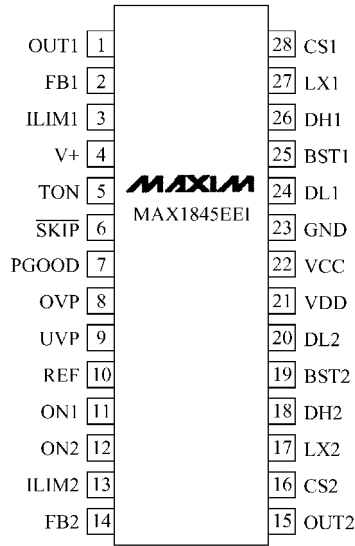 OUT1 1 28 CS1
FB1 2 27 LX1
ILIM1 3 26 DH1
V+ 4 25 BST1
TON 5 MAXIM 24 DL1
SKIP 6 MAX1845EEI 23 GND
PGOOD 7 22 VCC
OVP 8 21 VDD
UVP 9 20 DL2
REF 10 19 BST2
ON1 11 18 DH2
ON2 12 17 LX2
ILIM2 13 16 CS2
FB2 14 15 OUT2